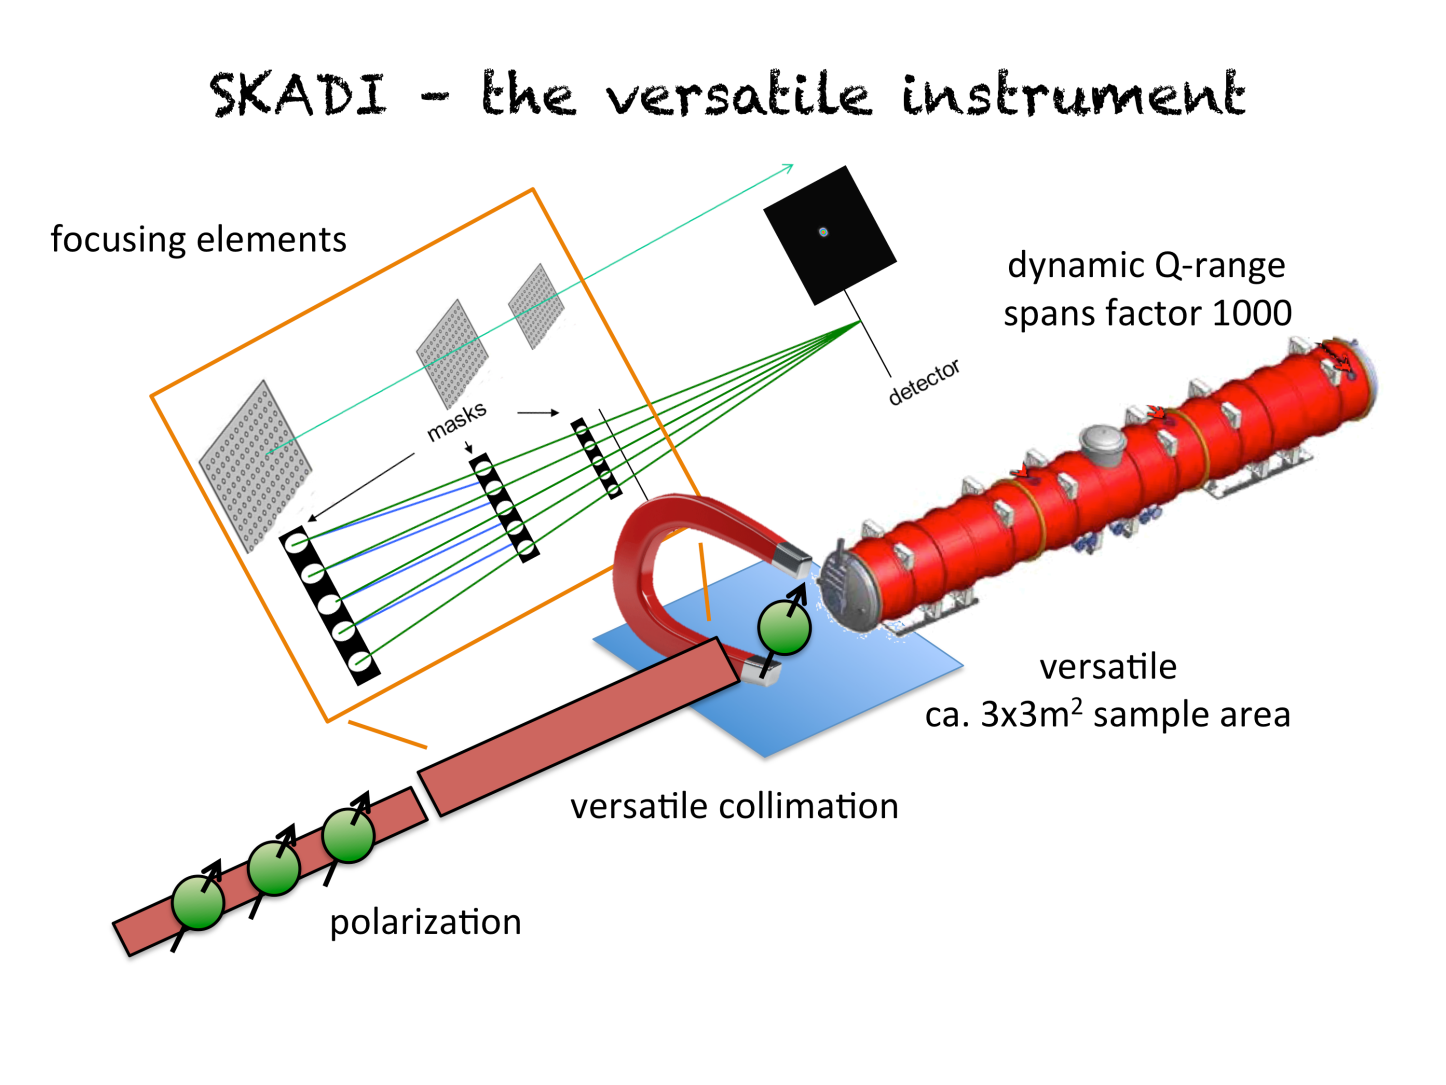 SKADI - the versatile instrument
focusing elements
dynamic Q-range
spans factor 1000
masks
detector
versatile
ca. 3x3m² sample area
versatile collimation
polarization